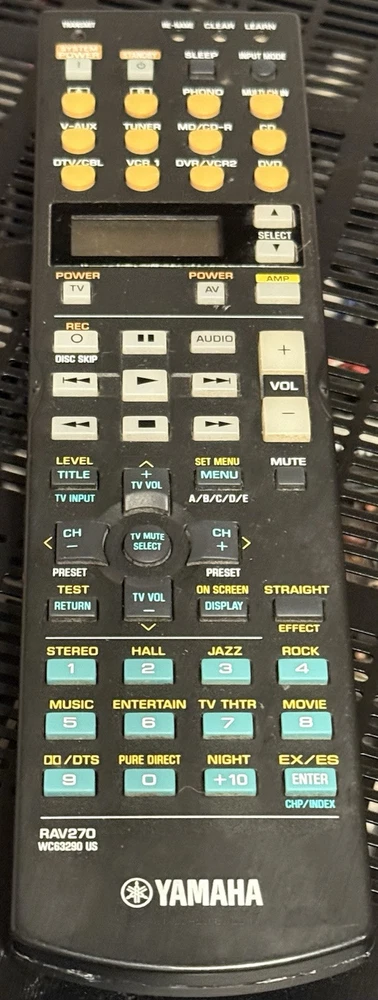 TRANSMIT RE-NAME CLEAR LEARN
SYSTEM POWER STANDBY SLEEP INPUT MODE
PHONO MULTI CH IN
V-AUX TUNER MD/CD-R CD
DTV/CBL VCR 1 DVR/VCR2 DVD
SELECT
POWER POWER AMP
TV AV
REC
DISC SKIP AUDIO
+
VOL
−
LEVEL SET MENU
TITLE + TV VOL MENU MUTE
TV INPUT A/B/C/D/E
CH − TV MUTE SELECT CH +
PRESET PRESET
TEST ON SCREEN STRAIGHT
RETURN TV VOL − DISPLAY
EFFECT
STEREO HALL JAZZ ROCK
1 2 3 4
MUSIC ENTERTAIN TV THTR MOVIE
5 6 7 8
/DTS PURE DIRECT NIGHT EX/ES
9 0 +10 ENTER
CHP/INDEX
RAV270
WC63290 US
YAMAHA